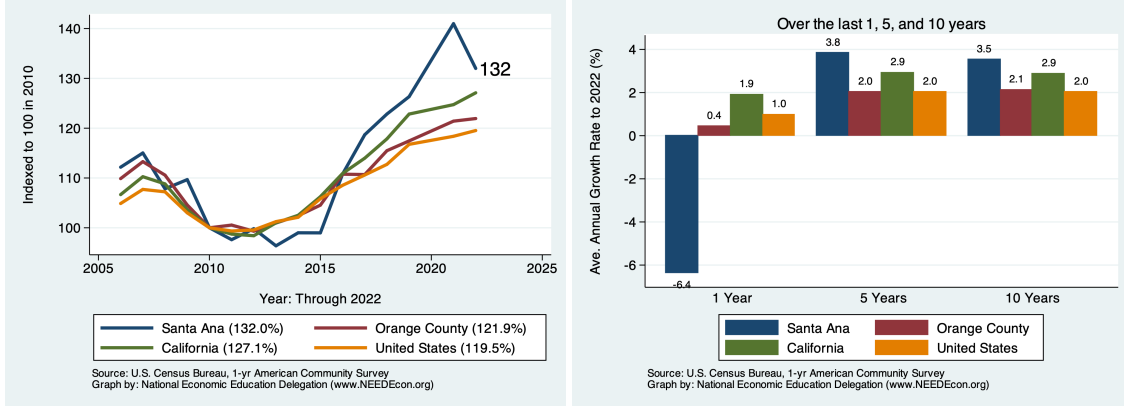 140
130
120
110
100
132
Indexed to 100 in 2010
2005
2010
2015
2020
2025
Year: Through 2022
Santa Ana (132.0%)
Orange County (121.9%)
California (127.1%)
United States (119.5%)
Source: U.S. Census Bureau, 1-yr American Community Survey
Graph by: National Economic Education Delegation (www.NEEDEcon.org)
Over the last 1, 5, and 10 years
Ave. Annual Growth Rate to 2022 (%)
4
2
0
-2
-4
-6
-6.4
0.4
1.9
1.0
3.8
2.0
2.9
2.0
3.5
2.1
2.9
2.0
1 Year
5 Years
10 Years
Santa Ana
Orange County
California
United States
Source: U.S. Census Bureau, 1-yr American Community Survey
Graph by: National Economic Education Delegation (www.NEEDEcon.org)